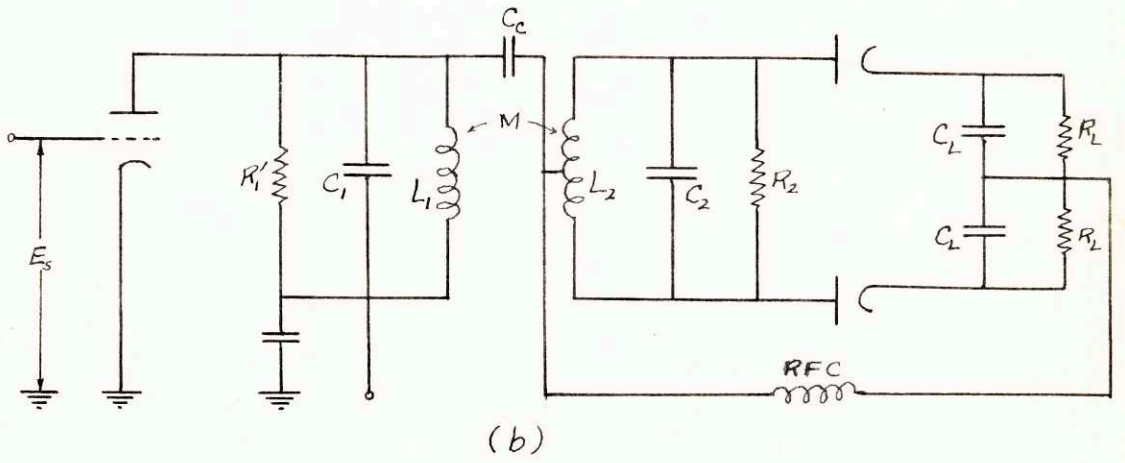 C_c
M
R_1'
C_1
L_1
L_2
C_2
R_2
C_L
R_L
C_L
R_L
E_s
RFC
(b)